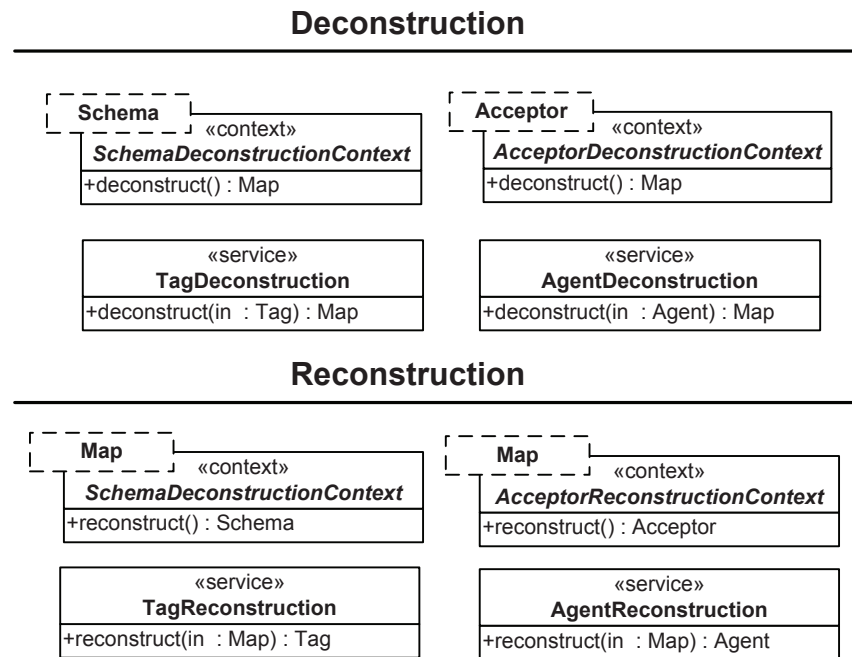 Deconstruction
Schema
«context»
SchemaDeconstructionContext
+deconstruct() : Map
Acceptor
«context»
AcceptorDeconstructionContext
+deconstruct() : Map
«service»
TagDeconstruction
+deconstruct(in : Tag) : Map
«service»
AgentDeconstruction
+deconstruct(in : Agent) : Map
Reconstruction
Map
«context»
SchemaDeconstructionContext
+reconstruct() : Schema
Map
«context»
AcceptorReconstructionContext
+reconstruct() : Acceptor
«service»
TagReconstruction
+reconstruct(in : Map) : Tag
«service»
AgentReconstruction
+reconstruct(in : Map) : Agent